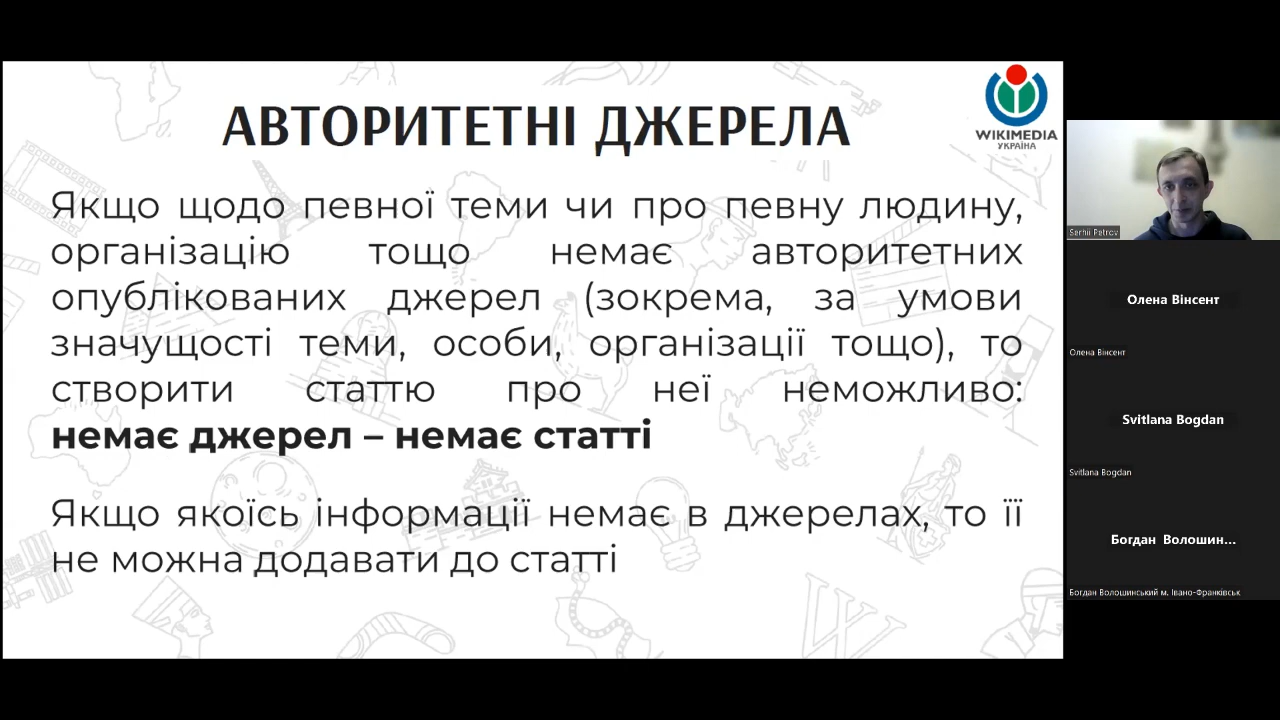 АВТОРИТЕТНІ ДЖЕРЕЛА
WIKIMEDIA
УКРАЇНА
Якщо щодо певної теми чи про певну людину,
організацію тощо немає авторитетних
опублікованих джерел (зокрема, за умови
значущості теми, особи, організації тощо), то
створити статтю про неї неможливо:
немає джерел – немає статті
Якщо якоїсь інформації немає в джерелах, то її
не можна додавати до статті
Serhii Petrov
Олена Вінсент
Олена Вінсент
Svitlana Bogdan
Svitlana Bogdan
Богдан Волошин...
Богдан Волошинський м. Івано-Франківськ